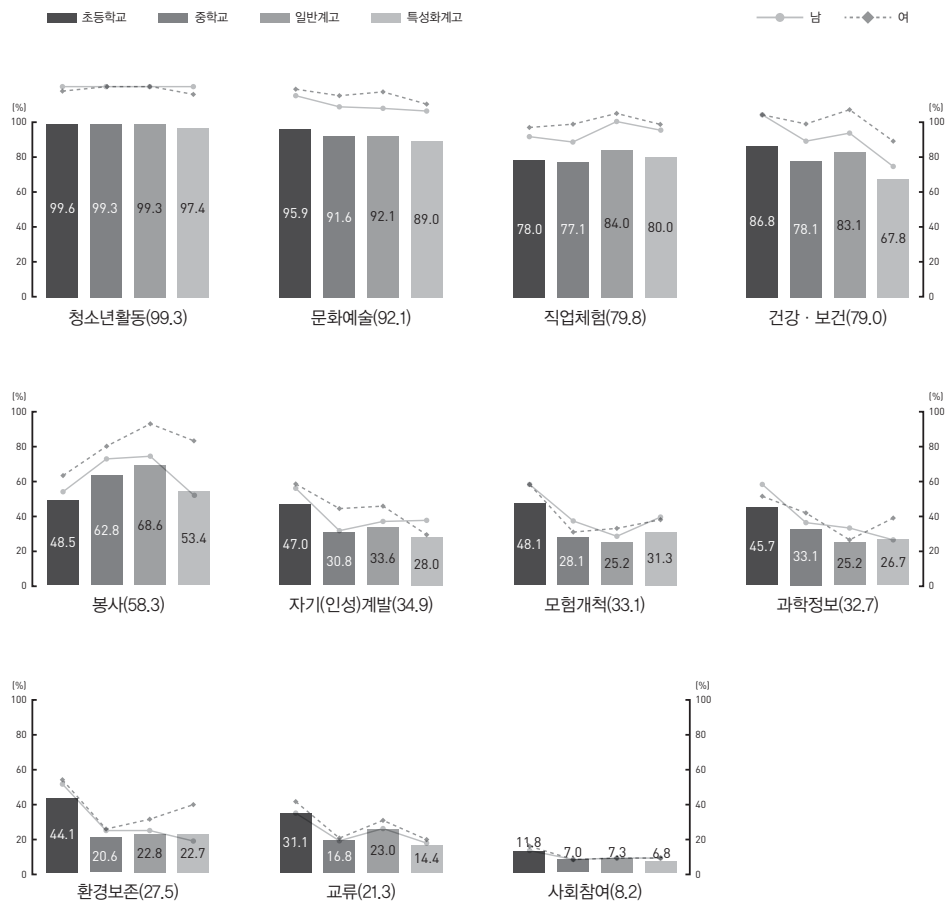 초등학교 중학교 일반계고 특성화계고 남 여
(%) (%) (%)
100 80 60 40 20 0
99.6 99.3 99.3 97.4
청소년활동(99.3)
95.9 91.6 92.1 89.0
문화예술(92.1)
78.0 77.1 84.0 80.0
직업체험(79.8)
86.8 78.1 83.1 67.8
건강 · 보건(79.0)
100 80 60 40 20 0
(%) (%)
100 80 60 40 20 0
48.5 62.8 68.6 53.4
봉사(58.3)
47.0 30.8 33.6 28.0
자기(인성)계발(34.9)
48.1 28.1 25.2 31.3
모험개척(33.1)
45.7 33.1 25.2 26.7
과학정보(32.7)
100 80 60 40 20 0
(%) (%)
100 80 60 40 20 0
44.1 20.6 22.8 22.7
환경보존(27.5)
31.1 16.8 23.0 14.4
교류(21.3)
11.8 7.0 7.3 6.8
사회참여(8.2)
100 80 60 40 20 0